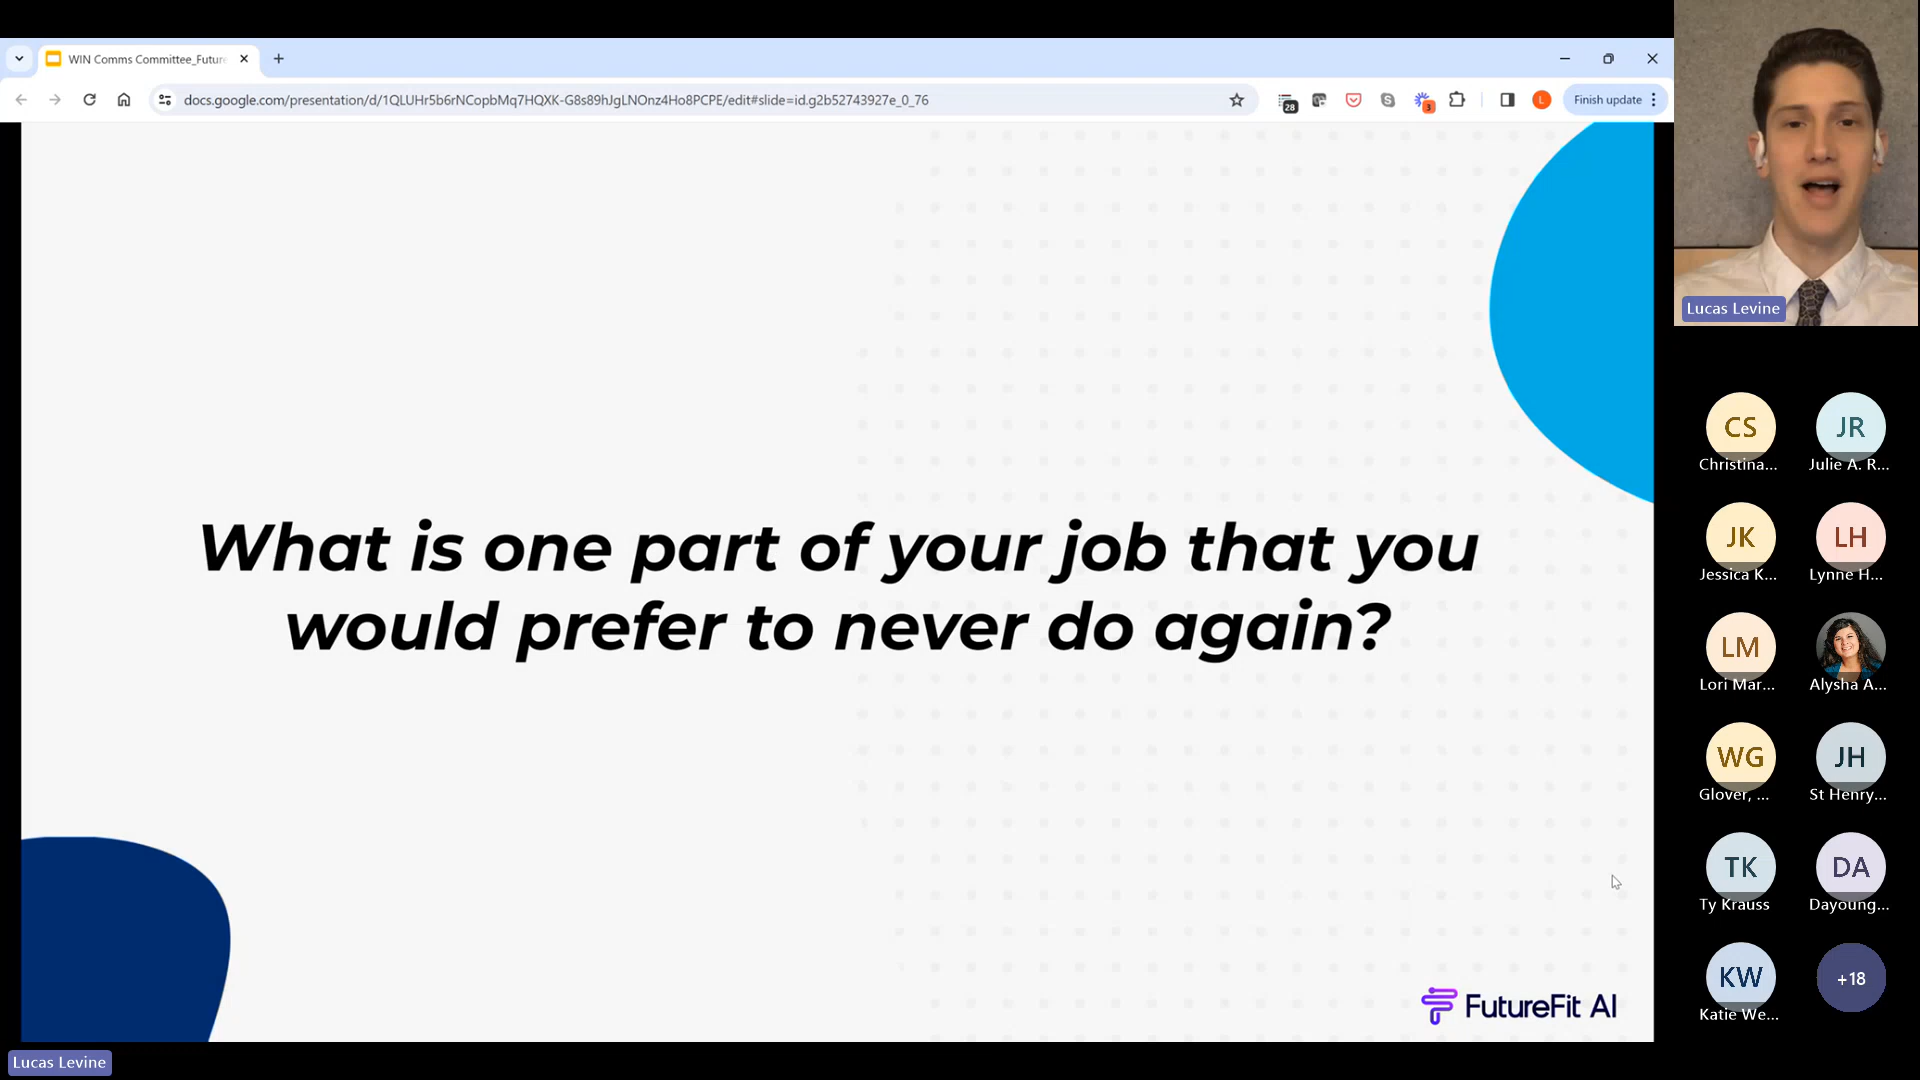 WIN Comms Committee_Future
docs.google.com/presentation/d/1QLUHr5b6rNCopbMq7HQXK-G8s89hJgLNOnz4Ho8PCPE/edit#slide=id.g2b52743927e_0_76
28
3
L
Finish update
What is one part of your job that you
would prefer to never do again?
FutureFit AI
Lucas Levine
Lucas Levine
CS
Christina...
JR
Julie A. R...
JK
Jessica K...
LH
Lynne H...
LM
Lori Mar...
Alysha A...
WG
Glover, ...
JH
St Henry...
TK
Ty Krauss
DA
Dayoung...
KW
Katie We...
+18